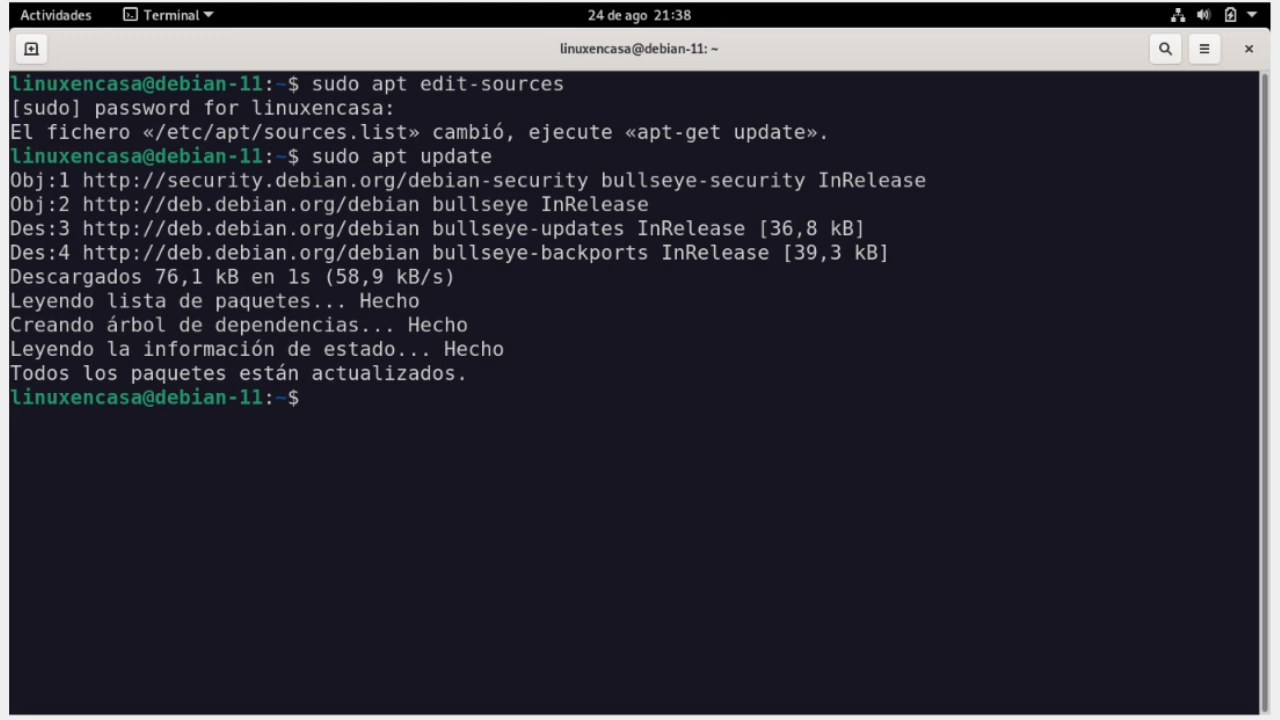 Actividades Terminal 24 de ago 21:38
linuxencasa@debian-11: ~
linuxencasa@debian-11:~$ sudo apt edit-sources
[sudo] password for linuxencasa:
El fichero «/etc/apt/sources.list» cambió, ejecute «apt-get update».
linuxencasa@debian-11:~$ sudo apt update
Obj:1 http://security.debian.org/debian-security bullseye-security InRelease
Obj:2 http://deb.debian.org/debian bullseye InRelease
Des:3 http://deb.debian.org/debian bullseye-updates InRelease [36,8 kB]
Des:4 http://deb.debian.org/debian bullseye-backports InRelease [39,3 kB]
Descargados 76,1 kB en 1s (58,9 kB/s)
Leyendo lista de paquetes... Hecho
Creando árbol de dependencias... Hecho
Leyendo la información de estado... Hecho
Todos los paquetes están actualizados.
linuxencasa@debian-11:~$